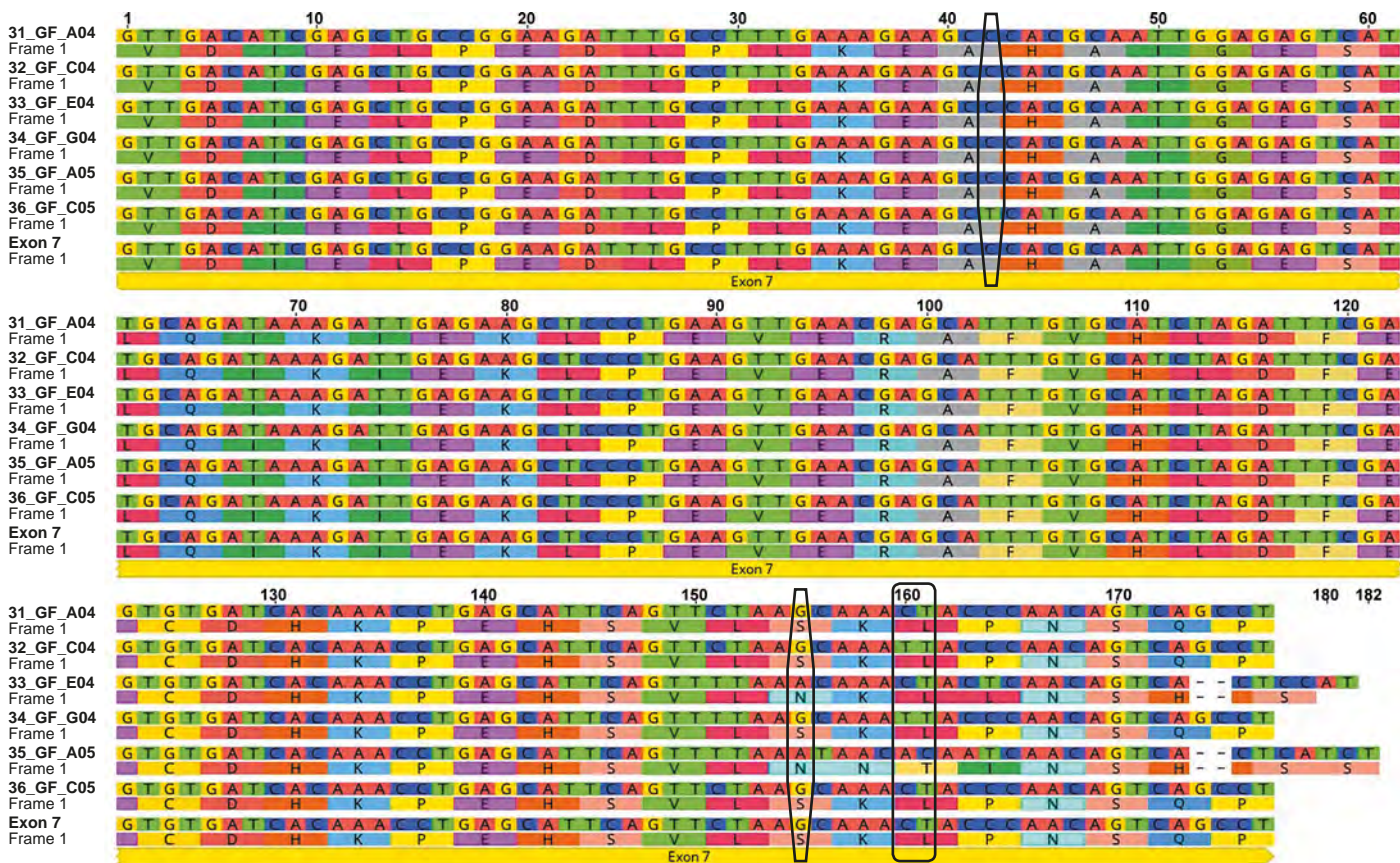 1 10 20 30 40 50 60
31_GF_A04 G T T G A C A T C G A G C T G C C G G A A G A T T T G C C T T T G A A A G A A G C C C A C G C A A T T G G A G A G T C A T
Frame 1 V D I E L P E D L P L K E A H A I G E S
32_GF_C04 G T T G A C A T C G A G C T G C C G G A A G A T T T G C C T T T G A A A G A A G C C C A C G C A A T T G G A G A G T C A T
Frame 1 V D I E L P E D L P L K E A H A I G E S
33_GF_E04 G T T G A C A T C G A G C T G C C G G A A G A T T T G C C T T T G A A A G A A G C C C A C G C A A T T G G A G A G T C A T
Frame 1 V D I E L P E D L P L K E A H A I G E S
34_GF_G04 G T T G A C A T C G A G C T G C C G G A A G A T T T G C C T T T G A A A G A A G C C C A C G C A A T T G G A G A G T C A T
Frame 1 V D I E L P E D L P L K E A H A I G E S
35_GF_A05 G T T G A C A T C G A G C T G C C G G A A G A T T T G C C T T T G A A A G A A G C C C A C G C A A T T G G A G A G T C A T
Frame 1 V D I E L P E D L P L K E A H A I G E S
36_GF_C05 G T T G A C A T C G A G C T G C C G G A A G A T T T G C C T T T G A A A G A A G C T C A T G C A A T T G G A G A G T C A T
Frame 1 V D I E L P E D L P L K E A H A I G E S
Exon 7 G T T G A C A T C G A G C T G C C G G A A G A T T T G C C T T T G A A A G A A G C C C A C G C A A T T G G A G A G T C A T
Frame 1 V D I E L P E D L P L K E A H A I G E S
Exon 7
70 80 90 100 110 120
31_GF_A04 T G C A G A T A A A G A T T G A G A A G C T C C C T G A A G T T G A A C G A G C A T T T G T G C A T C T A G A T T T C G A
Frame 1 L Q I K I E K L P E V E R A F V H L D F E
32_GF_C04 T G C A G A T A A A G A T T G A G A A G C T C C C T G A A G T T G A A C G A G C A T T T G T G C A T C T A G A T T T C G A
Frame 1 L Q I K I E K L P E V E R A F V H L D F E
33_GF_E04 T G C A G A T A A A G A T T G A G A A G C T C C C T G A A G T T G A A C G A G C A T T T G T G C A T C T A G A T T T C G A
Frame 1 L Q I K I E K L P E V E R A F V H L D F E
34_GF_G04 T G C A G A T A A A G A T T G A G A A G C T C C C T G A A G T T G A A C G A G C A T T T G T G C A T C T A G A T T T C G A
Frame 1 L Q I K I E K L P E V E R A F V H L D F E
35_GF_A05 T G C A G A T A A A G A T T G A G A A G C T C C C T G A A G T T G A A C G A G C A T T T G T G C A T C T A G A T T T C G A
Frame 1 L Q I K I E K L P E V E R A F V H L D F E
36_GF_C05 T G C A G A T A A A G A T T G A G A A G C T C C C T G A A G T T G A A C G A G C A T T T G T G C A T C T A G A T T T C G A
Frame 1 L Q I K I E K L P E V E R A F V H L D F E
Exon 7 T G C A G A T A A A G A T T G A G A A G C T C C C T G A A G T T G A A C G A G C A T T T G T G C A T C T A G A T T T C G A
Frame 1 L Q I K I E K L P E V E R A F V H L D F E
Exon 7
130 140 150 160 170 180 182
31_GF_A04 G T G T G A T C A C A A A C C T G A G C A T T C A G T T C T A A G C A A A C T A C C C A A C A G T C A G C C T
Frame 1 C D H K P E H S V L S K L P N S Q P
32_GF_C04 G T G T G A T C A C A A A C C T G A G C A T T C A G T T C T A A G C A A A T T A C C C A A C A G T C A G C C T
Frame 1 C D H K P E H S V L S K L P N S Q P
33_GF_E04 G T G T G A T C A C A A A C C T G A G C A T T C A G T T T T A A A C A A A C T A C T C A A C A G T C A - - C T C C A T
Frame 1 C D H K P E H S V L N K L L N S H - - S
34_GF_G04 G T G T G A T C A C A A A C C T G A G C A T T C A G T T T T A A G C A A A T T A C C C A A C A G T C A G C C T
Frame 1 C D H K P E H S V L S K L P N S Q P
35_GF_A05 G T G T G A T C A C A A A C C T G A G C A T T C A G T T T T A A A T A A C A C A A T C A A C A G T C A - - C T C A T C T
Frame 1 C D H K P E H S V L N N T I N S H - - S S
36_GF_C05 G T G T G A T C A C A A A C C T G A G C A T T C A G T T C T A A G C A A A C T A C C C A A C A G T C A G C C T
Frame 1 C D H K P E H S V L S K L P N S Q P
Exon 7 G T G T G A T C A C A A A C C T G A G C A T T C A G T T C T A A G C A A A C T A C C C A A C A G T C A G C C T
Frame 1 C D H K P E H S V L S K L P N S Q P
Exon 7